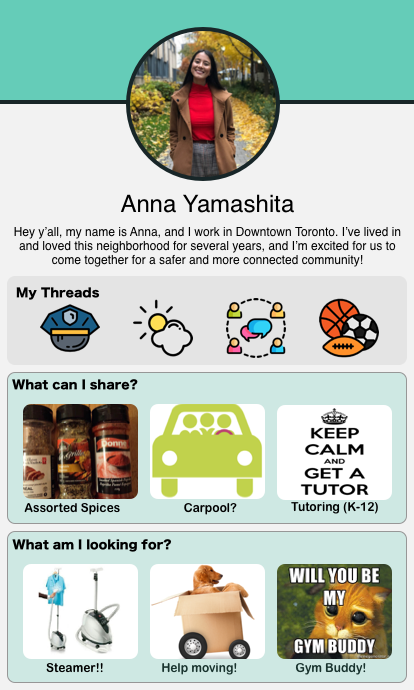 Anna Yamashita
Hey y'all, my name is Anna, and I work in Downtown Toronto. I've lived in
and loved this neighborhood for several years, and I'm excited for us to
come together for a safer and more connected community!
My Threads
What can I share?
KEEP
CALM
AND
GET A
TUTOR
Assorted Spices
Carpool?
Tutoring (K-12)
What am I looking for?
WILL YOU BE
MY
GYM BUDDY
Steamer!!
Help moving!
Gym Buddy!